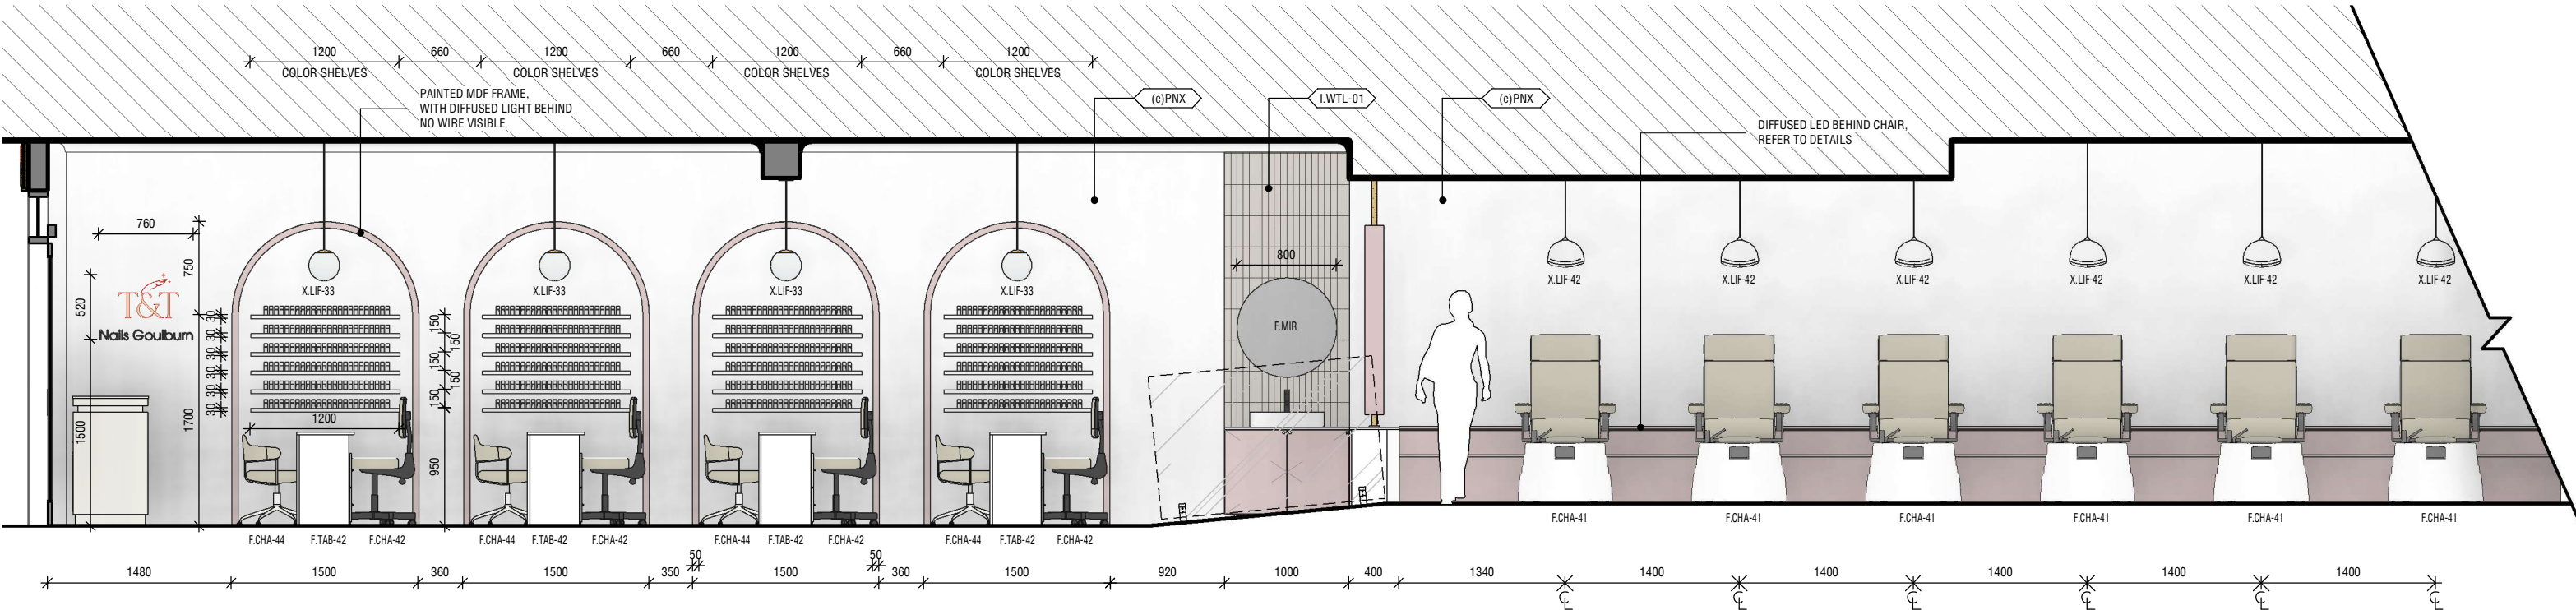 1200 660 1200 660 1200 660 1200
COLOR SHELVES COLOR SHELVES COLOR SHELVES COLOR SHELVES
PAINTED MDF FRAME,
WITH DIFFUSED LIGHT BEHIND
NO WIRE VISIBLE
(e)PNX
I.WTL-01
(e)PNX
DIFFUSED LED BEHIND CHAIR,
REFER TO DETAILS
760
750
520
T&T
Nails Goulburn
1500
1700
30
30
30
30
30
30
X.LIF-33 X.LIF-33 X.LIF-33 X.LIF-33
1200
150
150
150
150
150
950
800
F.MIR
X.LIF-42 X.LIF-42 X.LIF-42 X.LIF-42 X.LIF-42 X.LIF-42
F.CHA-41 F.CHA-41 F.CHA-41 F.CHA-41 F.CHA-41 F.CHA-41
F.CHA-44 F.TAB-42 F.CHA-42 F.CHA-44 F.TAB-42 F.CHA-42 F.CHA-44 F.TAB-42 F.CHA-42 F.CHA-44 F.TAB-42 F.CHA-42
50 50
1480 1500 360 1500 350 1500 360 1500 920 1000 400 1340 1400 1400 1400 1400 1400